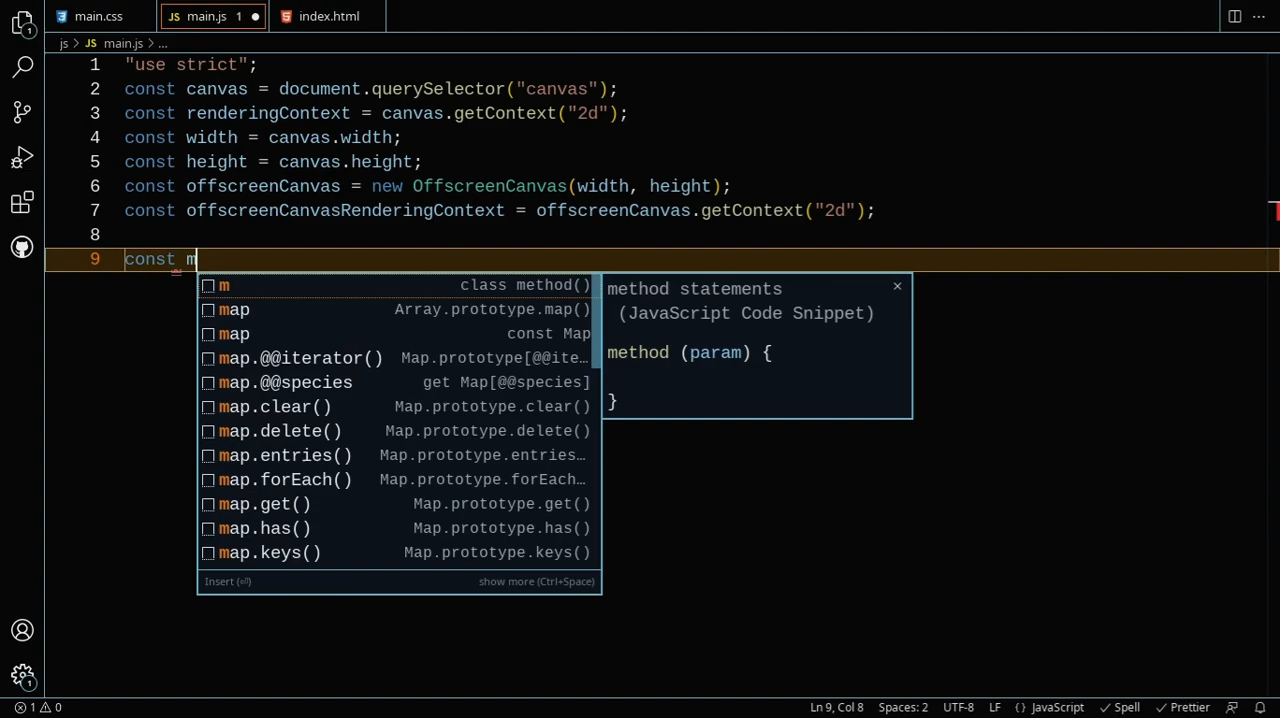 main.css
JS main.js 1
index.html
js > JS main.js > ...
1 "use strict";
2 const canvas = document.querySelector("canvas");
3 const renderingContext = canvas.getContext("2d");
4 const width = canvas.width;
5 const height = canvas.height;
6 const offscreenCanvas = new OffscreenCanvas(width, height);
7 const offscreenCanvasRenderingContext = offscreenCanvas.getContext("2d");
8
9 const m
m class method()
map Array.prototype.map()
map const Map
map.@@iterator() Map.prototype[@@ite…
map.@@species get Map[@@species]
map.clear() Map.prototype.clear()
map.delete() Map.prototype.delete()
map.entries() Map.prototype.entries…
map.forEach() Map.prototype.forEach…
map.get() Map.prototype.get()
map.has() Map.prototype.has()
map.keys() Map.prototype.keys()
Insert (⏎) show more (Ctrl+Space)
method statements
(JavaScript Code Snippet)
method (param) {
}
1
1
1 0 Ln 9, Col 8 Spaces: 2 UTF-8 LF {} JavaScript ✓ Spell ✓ Prettier